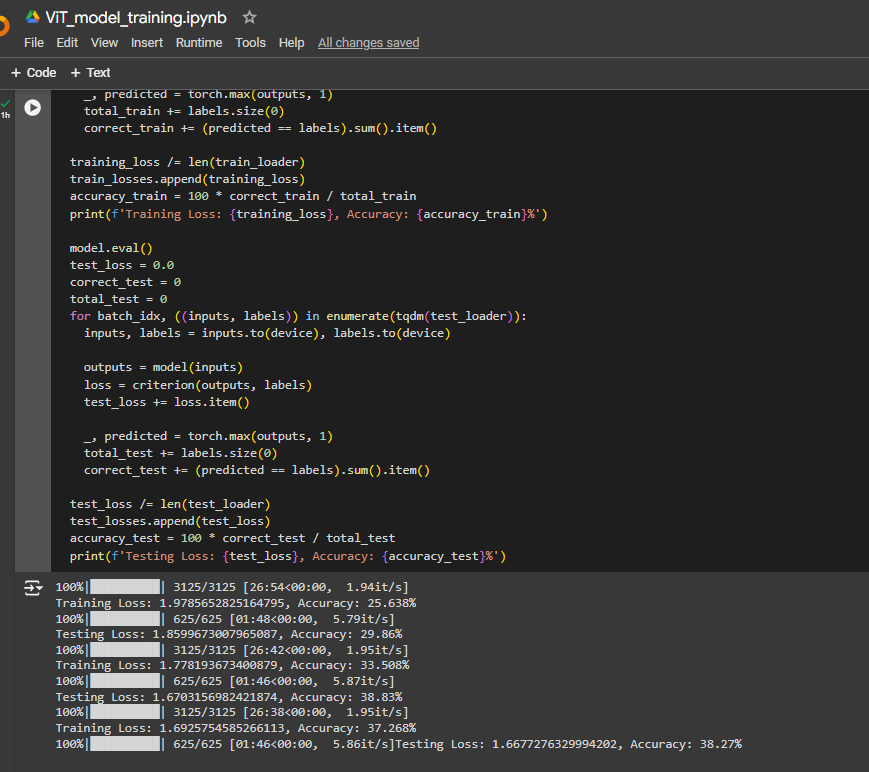 ViT_model_training.ipynb
File Edit View Insert Runtime Tools Help All changes saved
+ Code + Text
1h
_, predicted = torch.max(outputs, 1)
total_train += labels.size(0)
correct_train += (predicted == labels).sum().item()
training_loss /= len(train_loader)
train_losses.append(training_loss)
accuracy_train = 100 * correct_train / total_train
print(f'Training Loss: {training_loss}, Accuracy: {accuracy_train}%')
model.eval()
test_loss = 0.0
correct_test = 0
total_test = 0
for batch_idx, ((inputs, labels)) in enumerate(tqdm(test_loader)):
inputs, labels = inputs.to(device), labels.to(device)
outputs = model(inputs)
loss = criterion(outputs, labels)
test_loss += loss.item()
_, predicted = torch.max(outputs, 1)
total_test += labels.size(0)
correct_test += (predicted == labels).sum().item()
test_loss /= len(test_loader)
test_losses.append(test_loss)
accuracy_test = 100 * correct_test / total_test
print(f'Testing Loss: {test_loss}, Accuracy: {accuracy_test}%')
100%|██████████| 3125/3125 [26:54<00:00, 1.94it/s]
Training Loss: 1.9785652825164795, Accuracy: 25.638%
100%|██████████| 625/625 [01:48<00:00, 5.79it/s]
Testing Loss: 1.8599673007965087, Accuracy: 29.86%
100%|██████████| 3125/3125 [26:42<00:00, 1.95it/s]
Training Loss: 1.778193673400879, Accuracy: 33.508%
100%|██████████| 625/625 [01:46<00:00, 5.87it/s]
Testing Loss: 1.6703156982421874, Accuracy: 38.83%
100%|██████████| 3125/3125 [26:38<00:00, 1.95it/s]
Training Loss: 1.6925754585266113, Accuracy: 37.268%
100%|██████████| 625/625 [01:46<00:00, 5.86it/s]Testing Loss: 1.6677276329994202, Accuracy: 38.27%